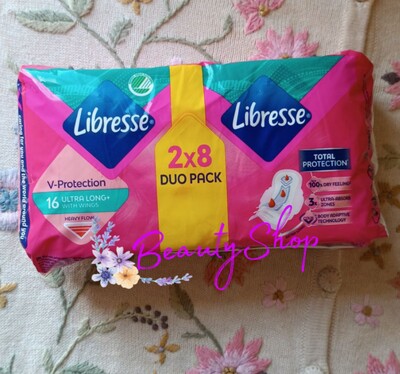 Libresse®
Libresse®
2x8
DUO PACK
V-Protection
16 ULTRA LONG+
WITH WINGS
HEAVY FLOW
TOTAL
PROTECTION
100% DRY FEELING
3x ULTRA-ABSORB
ZONES
BODY ADAPTIVE
TECHNOLOGY
BeautyShop